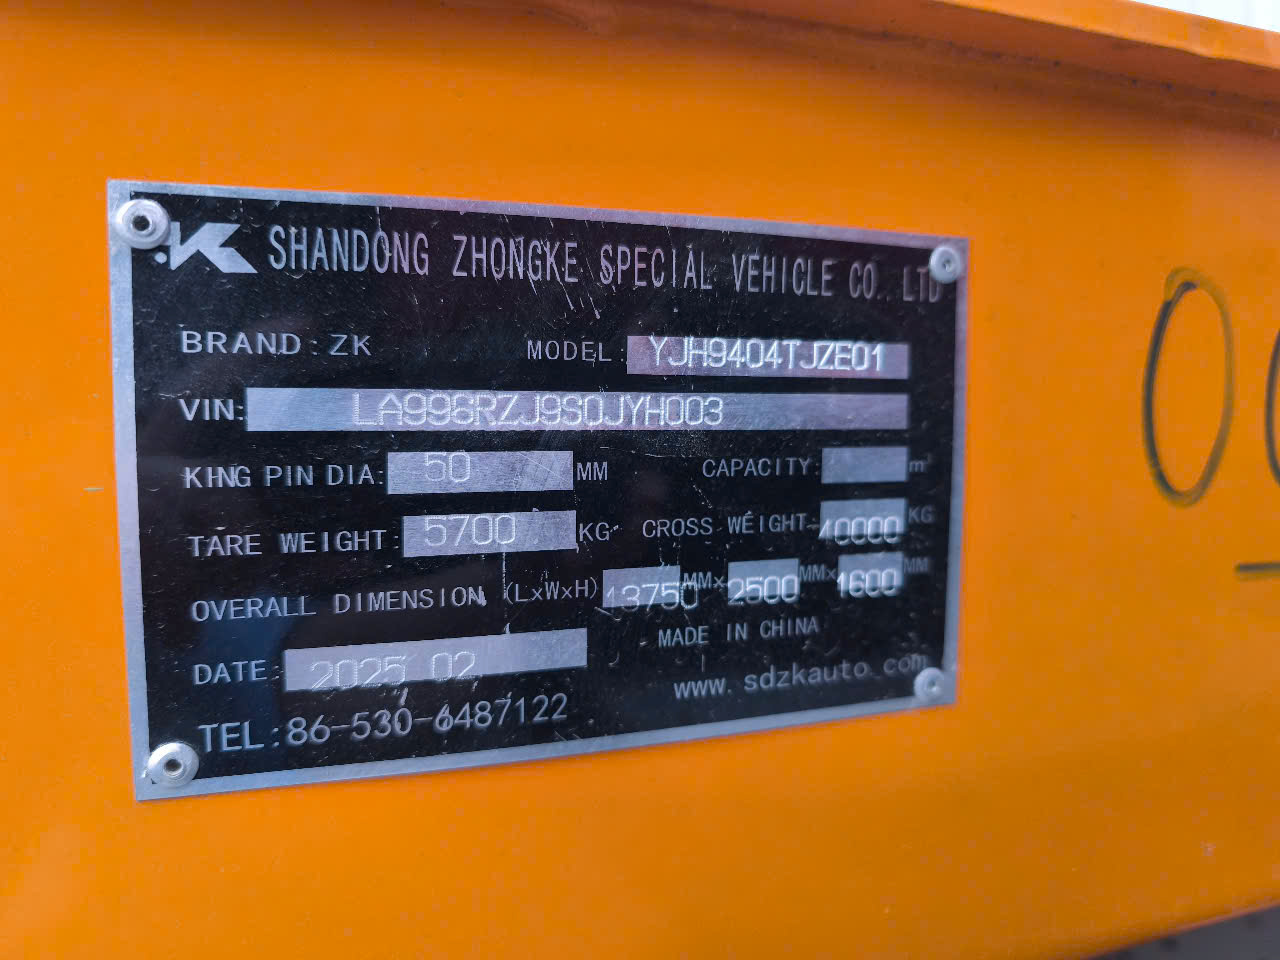 SHANDONG ZHONGKE SPECIAL VEHICLE CO. LTD
BRAND: ZK MODEL: YJH9404TJZE01
VIN: LA996RZJ9S0JYH003
KING PIN DIA: 50 MM CAPACITY: m³
TARE WEIGHT: 5700 KG CROSS WEIGHT 40000 KG
OVERALL DIMENSION (LxWxH) 13750 MM× 2500 MM× 1600 MM
MADE IN CHINA
DATE: 2025 02
www.sdzkauto.com
TEL:86-530-6487122
0